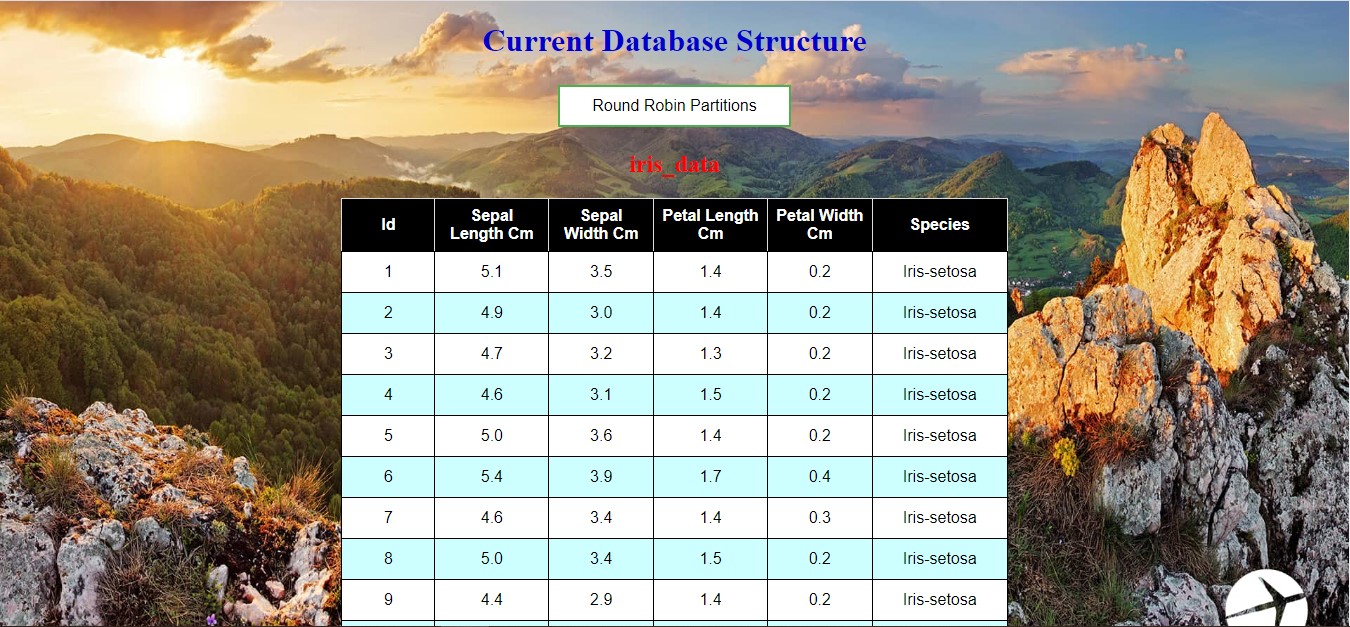 Current Database Structure
Round Robin Partitions
iris_data
Id Sepal Length Cm Sepal Width Cm Petal Length Cm Petal Width Cm Species
1 5.1 3.5 1.4 0.2 Iris-setosa
2 4.9 3.0 1.4 0.2 Iris-setosa
3 4.7 3.2 1.3 0.2 Iris-setosa
4 4.6 3.1 1.5 0.2 Iris-setosa
5 5.0 3.6 1.4 0.2 Iris-setosa
6 5.4 3.9 1.7 0.4 Iris-setosa
7 4.6 3.4 1.4 0.3 Iris-setosa
8 5.0 3.4 1.5 0.2 Iris-setosa
9 4.4 2.9 1.4 0.2 Iris-setosa